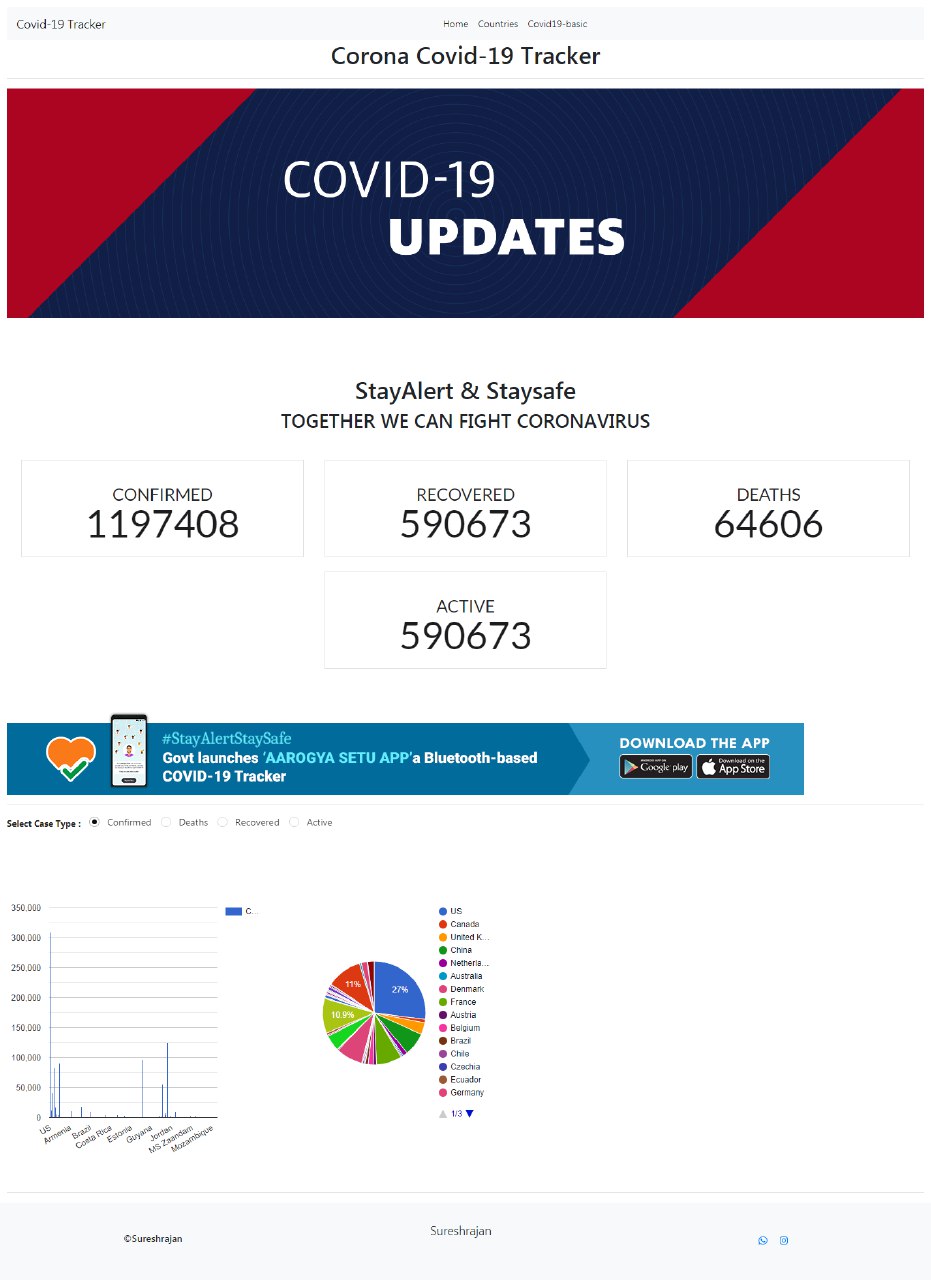 Covid-19 Tracker
Home Countries Covid19-basic
Corona Covid-19 Tracker
COVID-19
UPDATES
StayAlert & Staysafe
TOGETHER WE CAN FIGHT CORONAVIRUS
CONFIRMED
1197408
RECOVERED
590673
DEATHS
64606
ACTIVE
590673
#StayAlertStaySafe
Govt launches ‘AAROGYA SETU APP’a Bluetooth-based
COVID-19 Tracker
DOWNLOAD THE APP
ANDROID APP ON
Google play
Download on the
App Store
Select Case Type : Confirmed Deaths Recovered Active
350,000
300,000
250,000
200,000
150,000
100,000
50,000
0
US
Armenia
Brazil
Costa Rica
Estonia
Guyana
Jordan
MS Zaandam
Mozambique
C...
27%
11%
10.9%
US
Canada
United K...
China
Netherla...
Australia
Denmark
France
Austria
Belgium
Brazil
Chile
Czechia
Ecuador
Germany
1/3
©Sureshrajan
Sureshrajan